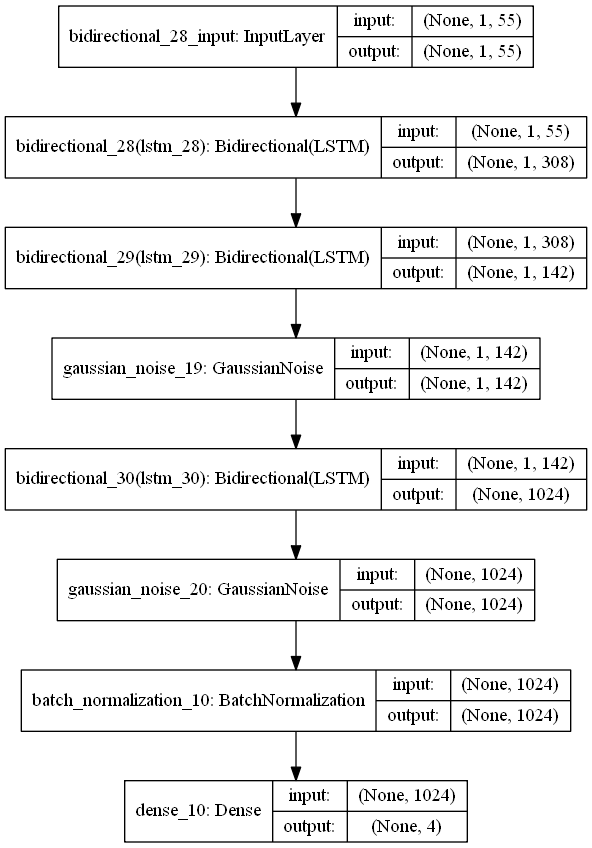 bidirectional_28_input: InputLayer
input: (None, 1, 55)
output: (None, 1, 55)
bidirectional_28(lstm_28): Bidirectional(LSTM)
input: (None, 1, 55)
output: (None, 1, 308)
bidirectional_29(lstm_29): Bidirectional(LSTM)
input: (None, 1, 308)
output: (None, 1, 142)
gaussian_noise_19: GaussianNoise
input: (None, 1, 142)
output: (None, 1, 142)
bidirectional_30(lstm_30): Bidirectional(LSTM)
input: (None, 1, 142)
output: (None, 1024)
gaussian_noise_20: GaussianNoise
input: (None, 1024)
output: (None, 1024)
batch_normalization_10: BatchNormalization
input: (None, 1024)
output: (None, 1024)
dense_10: Dense
input: (None, 1024)
output: (None, 4)